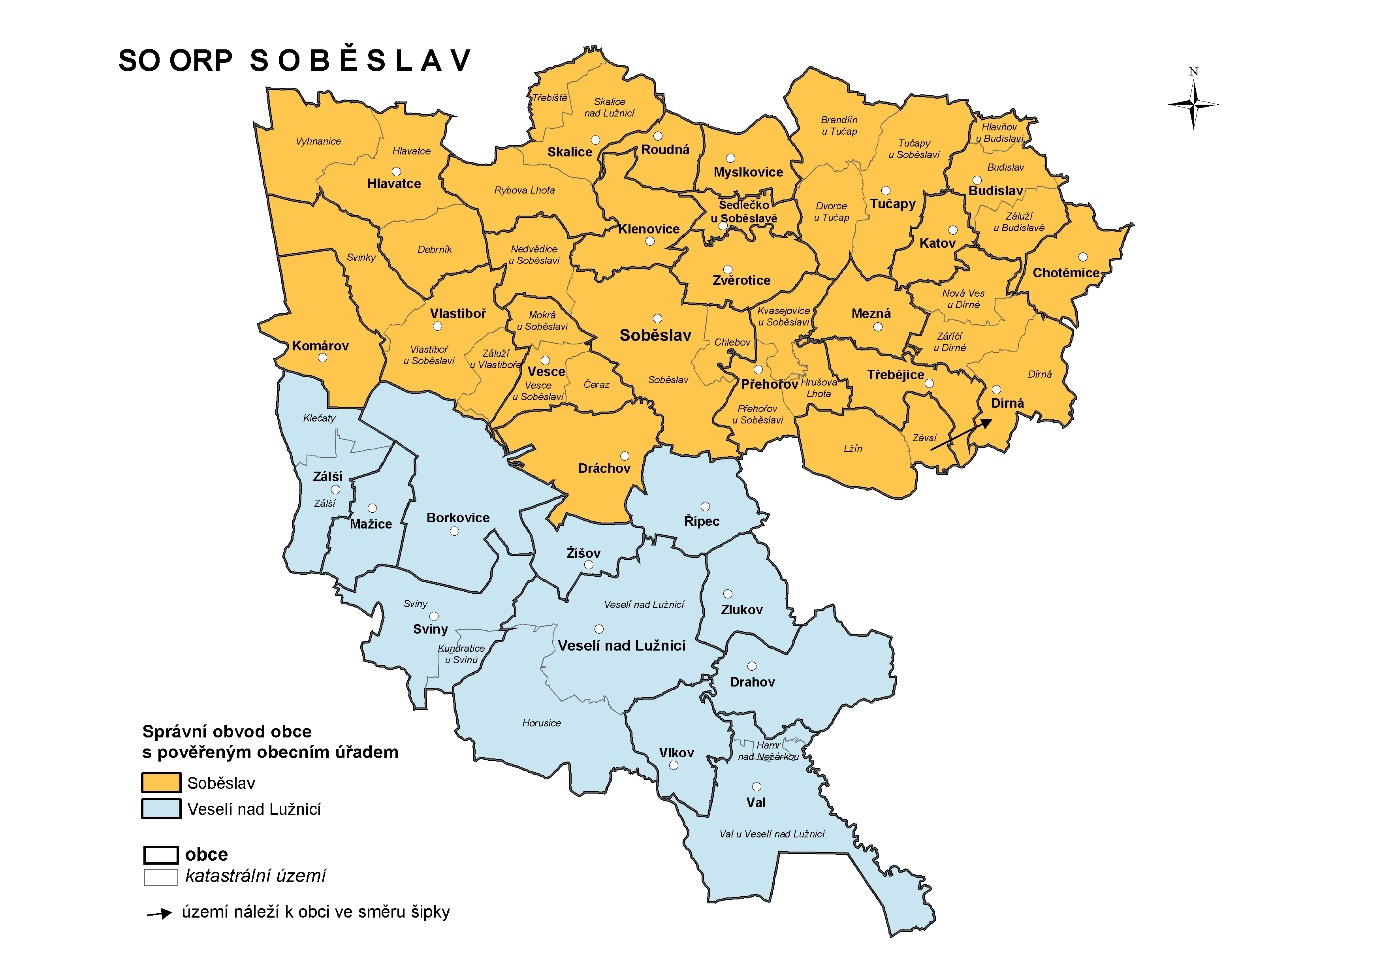 SO ORP S O B Ě S L A V
N
Třebiště
Skalice
nad Lužnicí
Skalice
Roudná
Myslkovice
Brandlín
u Tučap
Tučapy
u Soběslavi
Hlavňov
u Budislavi
Budislav
Budislav
Vyhnanice
Hlavatce
Hlavatce
Rybova Lhota
Sedlečko
u Soběslavě
Dvorce
u Tučap
Tučapy
Záluží
u Budislavě
Klenovice
Katov
Chotěmice
Debrník
Svinky
Nedvědice
u Soběslavi
Zvěrotice
Nová Ves
u Dírné
Vlastiboř
Mokrá
u Soběslavi
Kvasejovice
u Soběslavi
Mezná
Soběslav
Komárov
Vlastiboř
u Soběslavi
Záluží
u Vlastiboře
Chlebov
Záříčí
u Dírné
Vesce
Vesce
u Soběslavi
Čeraz
Soběslav
Přehořov
Hrušova
Lhota
Třebějice
Dírná
Dírná
Přehořov
u Soběslavi
Klečaty
Závsí
Lžín
Dráchov
Zálší
Zálší
Mažice
Borkovice
Řípec
Žíšov
Sviny
Sviny
Veselí nad Lužnicí
Zlukov
Kundratice
u Svinů
Veselí nad Lužnicí
Drahov
Horusice
Vlkov
Hamr
nad Nežárkou
Val
Val u Veselí nad Lužnicí
Správní obvod obce
s pověřeným obecním úřadem
Soběslav
Veselí nad Lužnicí
obce
katastrální území
území náleží k obci ve směru šipky